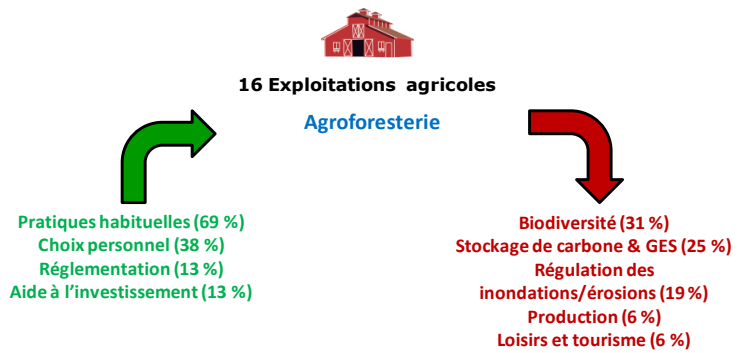 16 Exploitations agricoles
Agroforesterie
Pratiques habituelles (69 %)
Choix personnel (38 %)
Réglementation (13 %)
Aide à l'investissement (13 %)
Biodiversité (31 %)
Stockage de carbone & GES (25 %)
Régulation des
inondations/érosions (19 %)
Production (6 %)
Loisirs et tourisme (6 %)